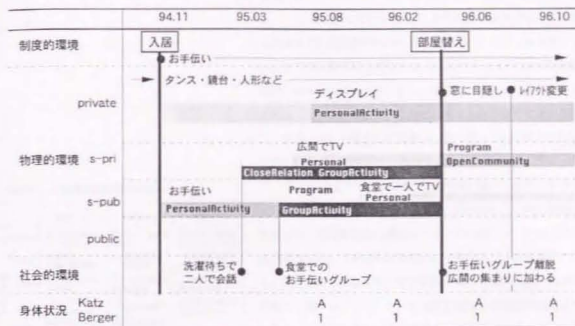 94.11 95.03 95.08 96.02 96.06 96.10
制度的環境 入居 部屋替え
お手伝い
タンス・鏡台・人形など
private ディスプレイ 窓に目隠し レイアウト変更
PersonalActivity
広間でTV Program
物理的環境 s-pri Personal OpenCommunity
CloseRelation GroupActivity
お手伝い Program 食堂で一人でTV
s-pub Personal
PersonalActivity GroupActivity
public
洗濯待ちで 食堂での お手伝いグループ離脱
社会的環境 二人で会話 お手伝いグループ 広間の集まりに加わる
身体状況 Katz A A A A
Berger 1 1 1 1